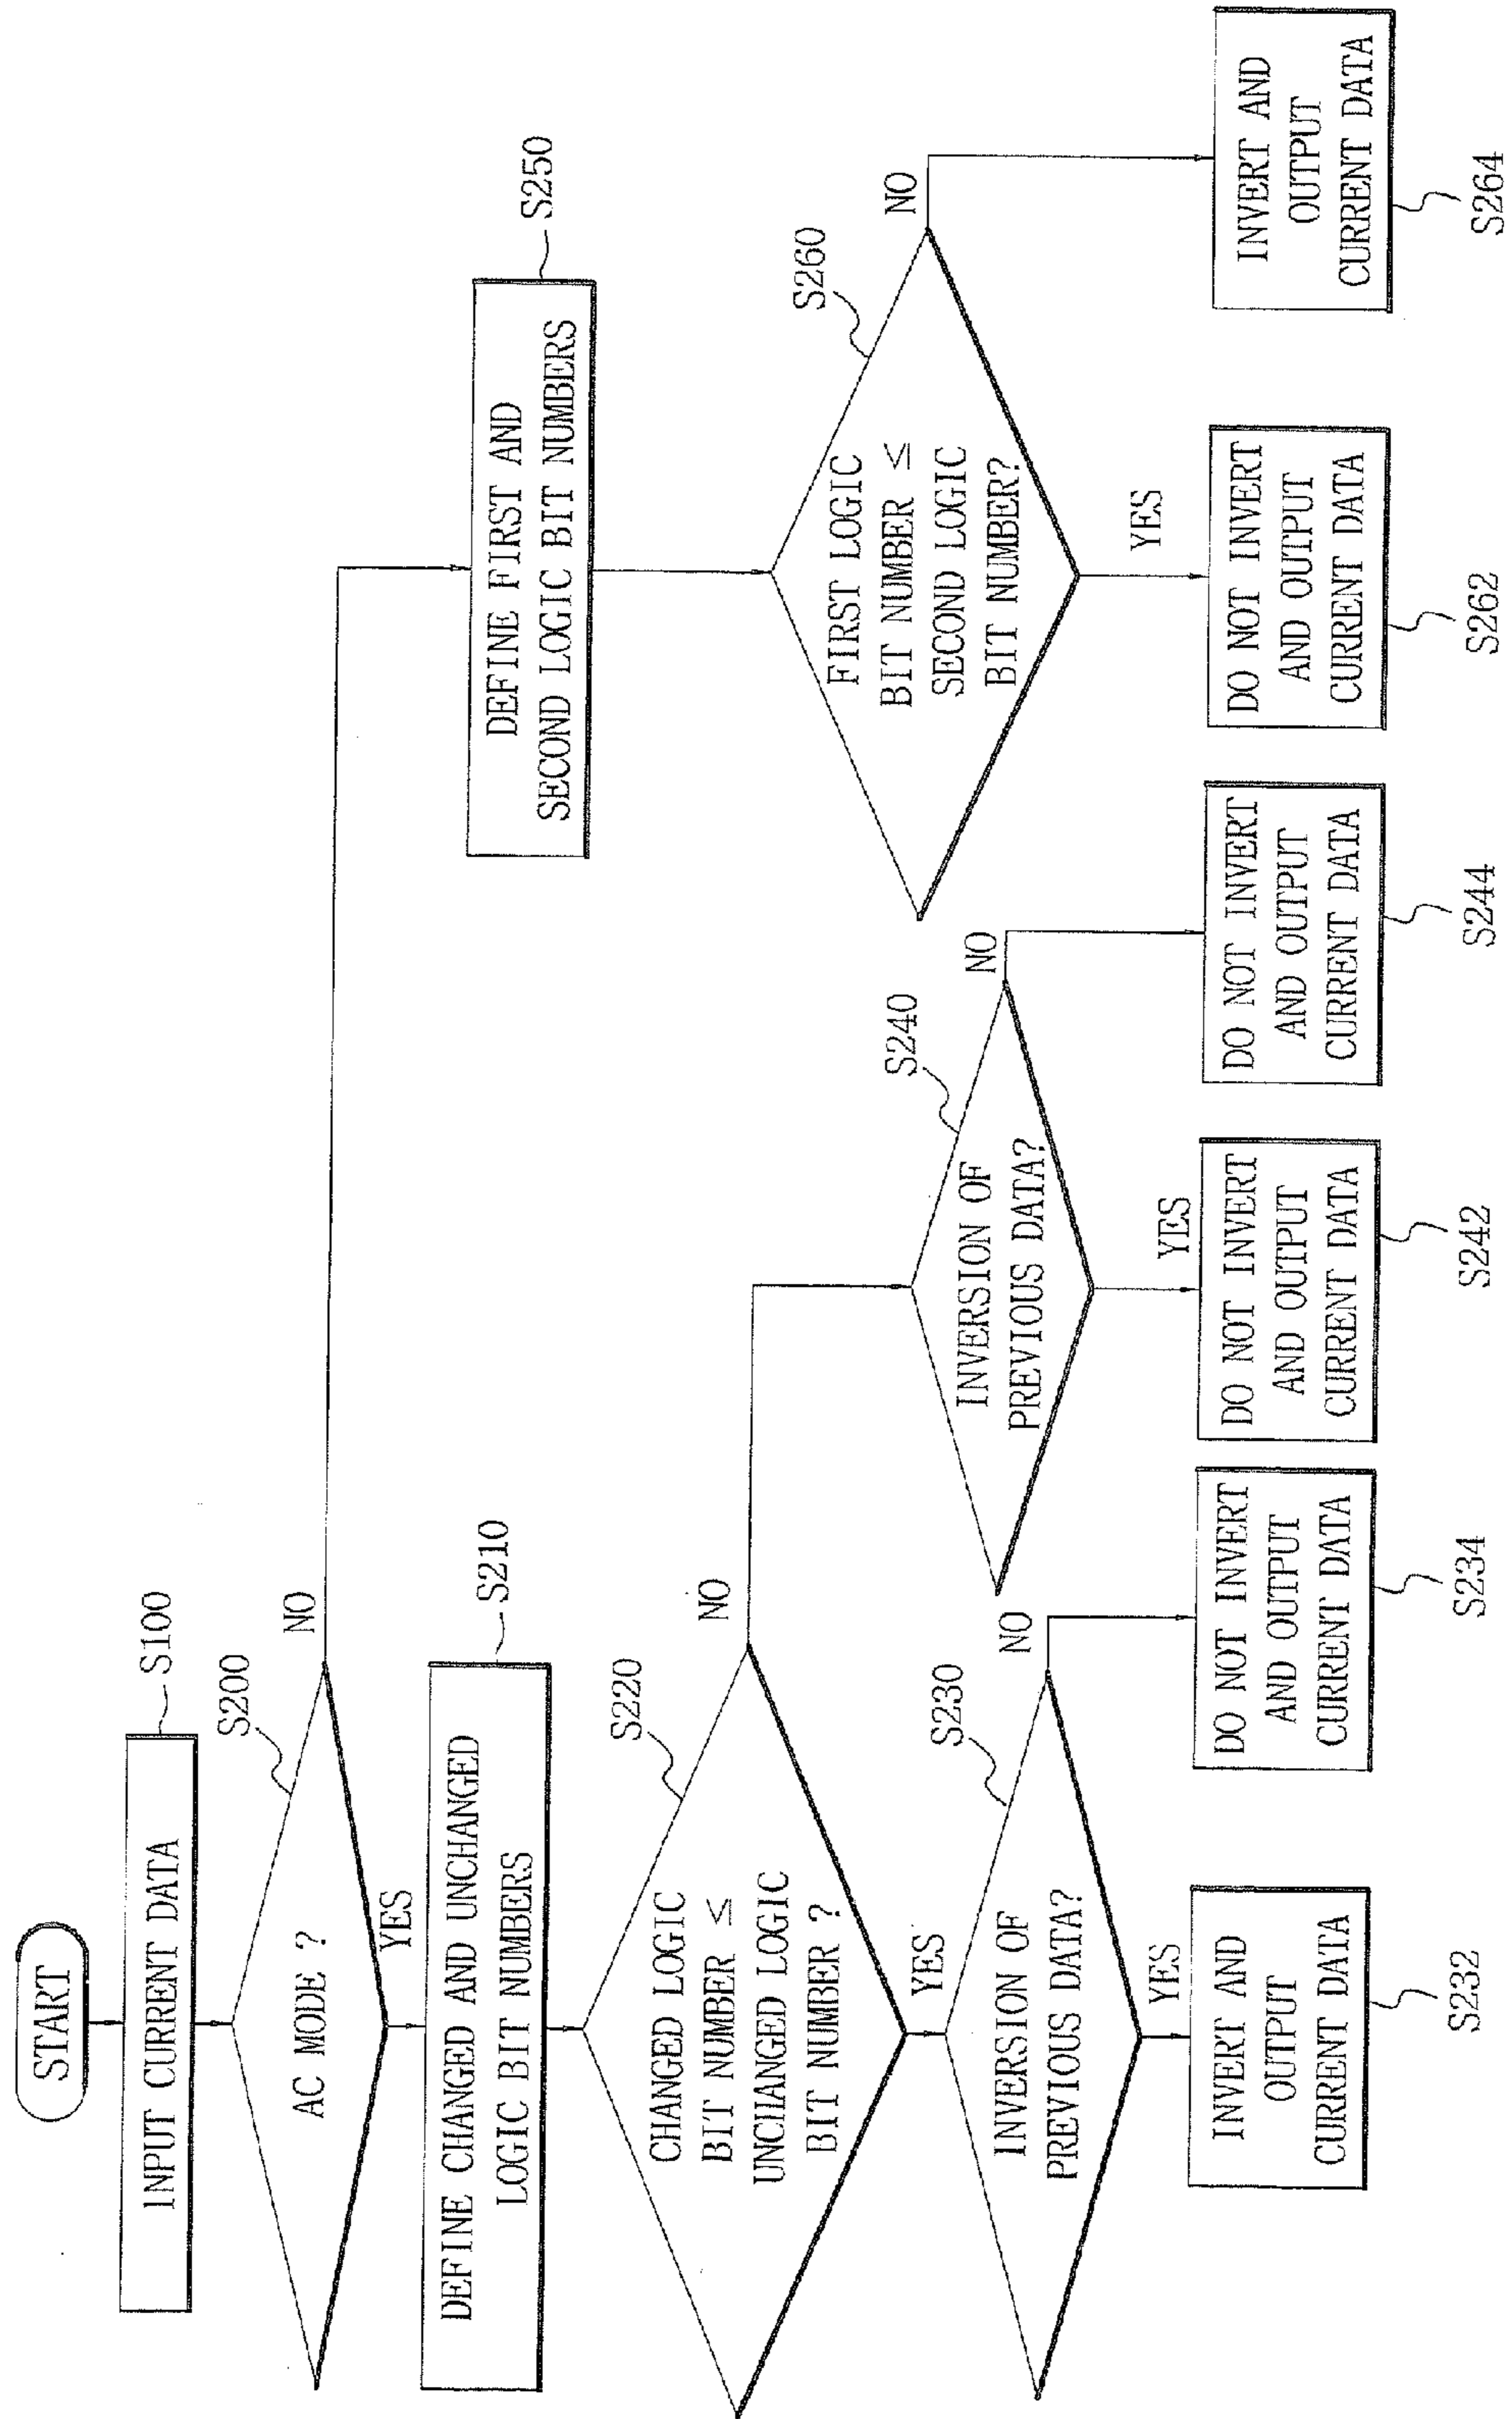 START
INPUT CURRENT DATA
S100
AC MODE ?
S200
NO
YES
DEFINE CHANGED AND UNCHANGED
LOGIC BIT NUMBERS
S210
DEFINE FIRST AND
SECOND LOGIC BIT NUMBERS
S250
CHANGED LOGIC
BIT NUMBER ≤
UNCHANGED LOGIC
BIT NUMBER ?
S220
NO
YES
FIRST LOGIC
BIT NUMBER ≤
SECOND LOGIC
BIT NUMBER?
S260
NO
YES
INVERSION OF
PREVIOUS DATA?
S230
NO
YES
INVERSION OF
PREVIOUS DATA?
S240
NO
YES
INVERT AND
OUTPUT
CURRENT DATA
S232
DO NOT INVERT
AND OUTPUT
CURRENT DATA
S234
DO NOT INVERT
AND OUTPUT
CURRENT DATA
S242
DO NOT INVERT
AND OUTPUT
CURRENT DATA
S244
DO NOT INVERT
AND OUTPUT
CURRENT DATA
S262
INVERT AND
OUTPUT
CURRENT DATA
S264